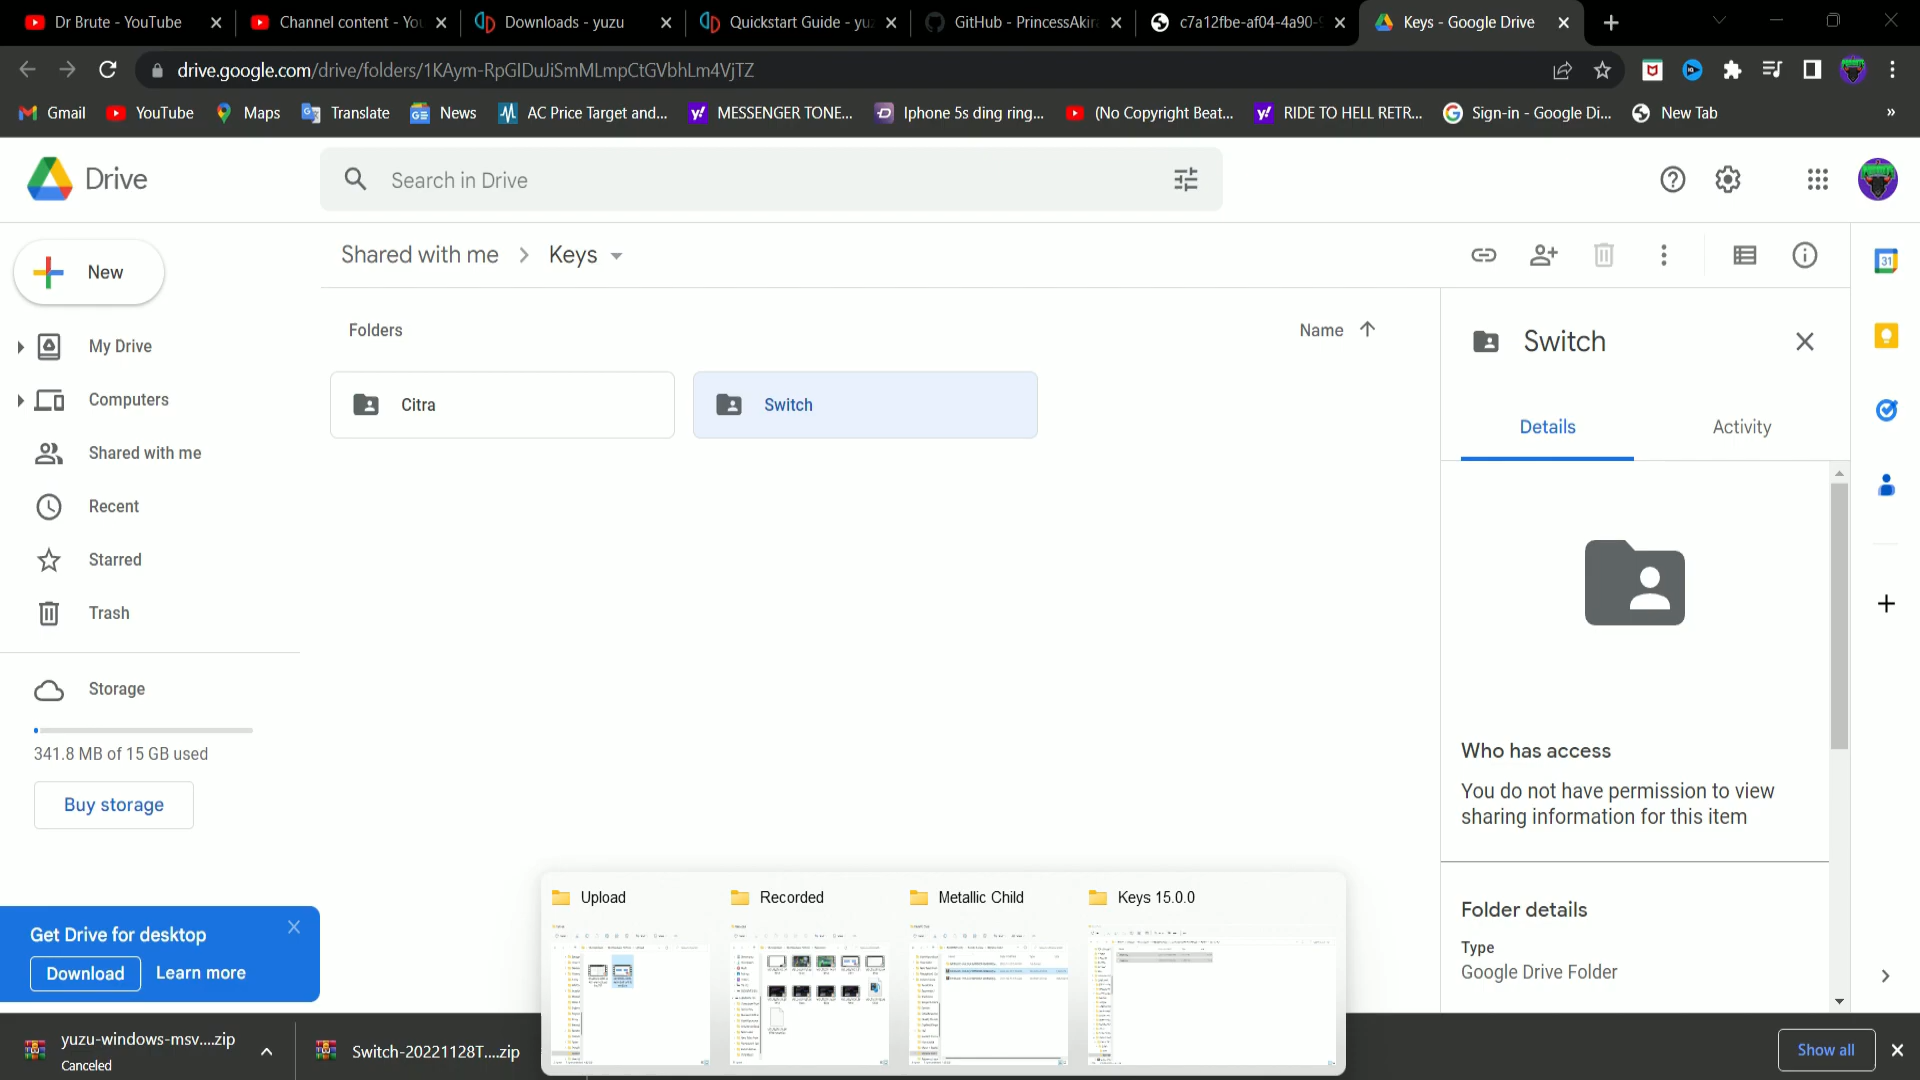 Dr Brute - YouTube
Channel content - You
Downloads - yuzu
Quickstart Guide - yuz
GitHub - PrincessAkira
c7a12fbe-af04-4a90-9
Keys - Google Drive
drive.google.com/drive/folders/1KAym-RpGIDuJiSmMLmpCtGVbhLm4VjTZ
Gmail
YouTube
Maps
Translate
News
AC Price Target and...
MESSENGER TONE...
Iphone 5s ding ring...
(No Copyright Beat...
RIDE TO HELL RETR...
Sign-in - Google Di...
New Tab
»
Drive
Search in Drive
New
Shared with me > Keys
My Drive
Computers
Shared with me
Recent
Starred
Trash
Storage
341.8 MB of 15 GB used
Buy storage
Folders
Name
Citra
Switch
Switch
Details
Activity
Who has access
You do not have permission to view
sharing information for this item
Folder details
Type
Google Drive Folder
31
Get Drive for desktop
Download
Learn more
Upload
Recorded
Metallic Child
Keys 15.0.0
yuzu-windows-msv....zip
Canceled
Switch-20221128T....zip
Show all